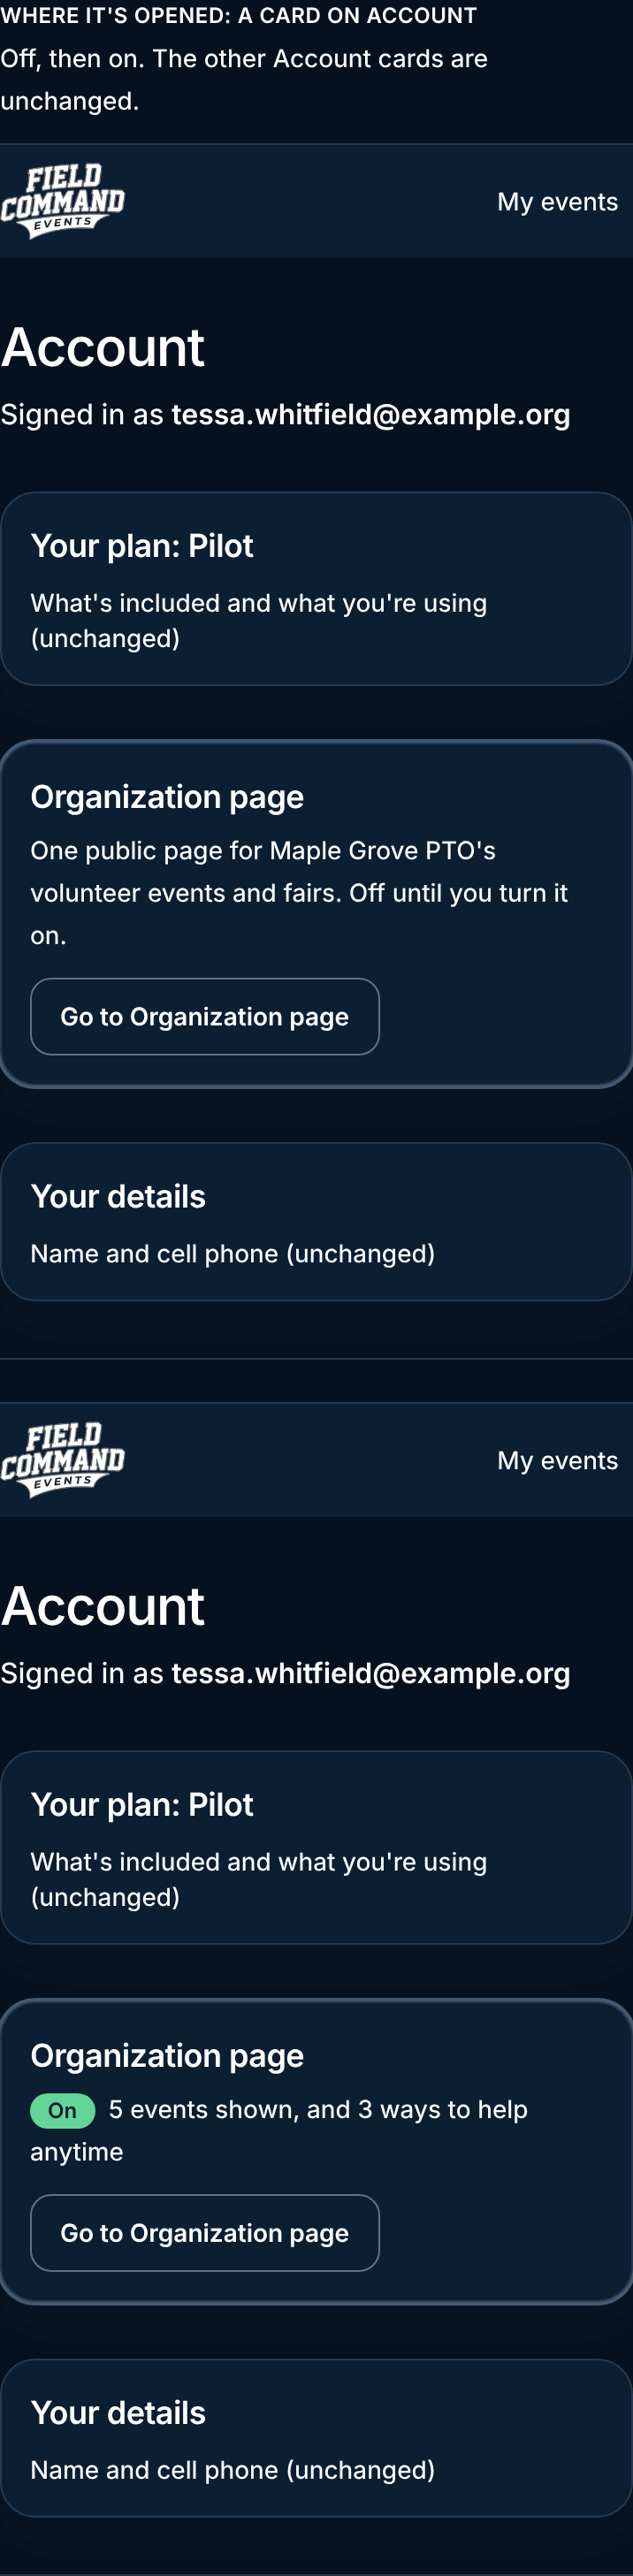 WHERE IT'S OPENED: A CARD ON ACCOUNT
Off, then on. The other Account cards are
unchanged.
FIELD
COMMAND
EVENTS
My events
Account
Signed in as tessa.whitfield@example.org
Your plan: Pilot
What's included and what you're using
(unchanged)
Organization page
One public page for Maple Grove PTO's
volunteer events and fairs. Off until you turn it
on.
Go to Organization page
Your details
Name and cell phone (unchanged)
FIELD
COMMAND
EVENTS
My events
Account
Signed in as tessa.whitfield@example.org
Your plan: Pilot
What's included and what you're using
(unchanged)
Organization page
On 5 events shown, and 3 ways to help
anytime
Go to Organization page
Your details
Name and cell phone (unchanged)